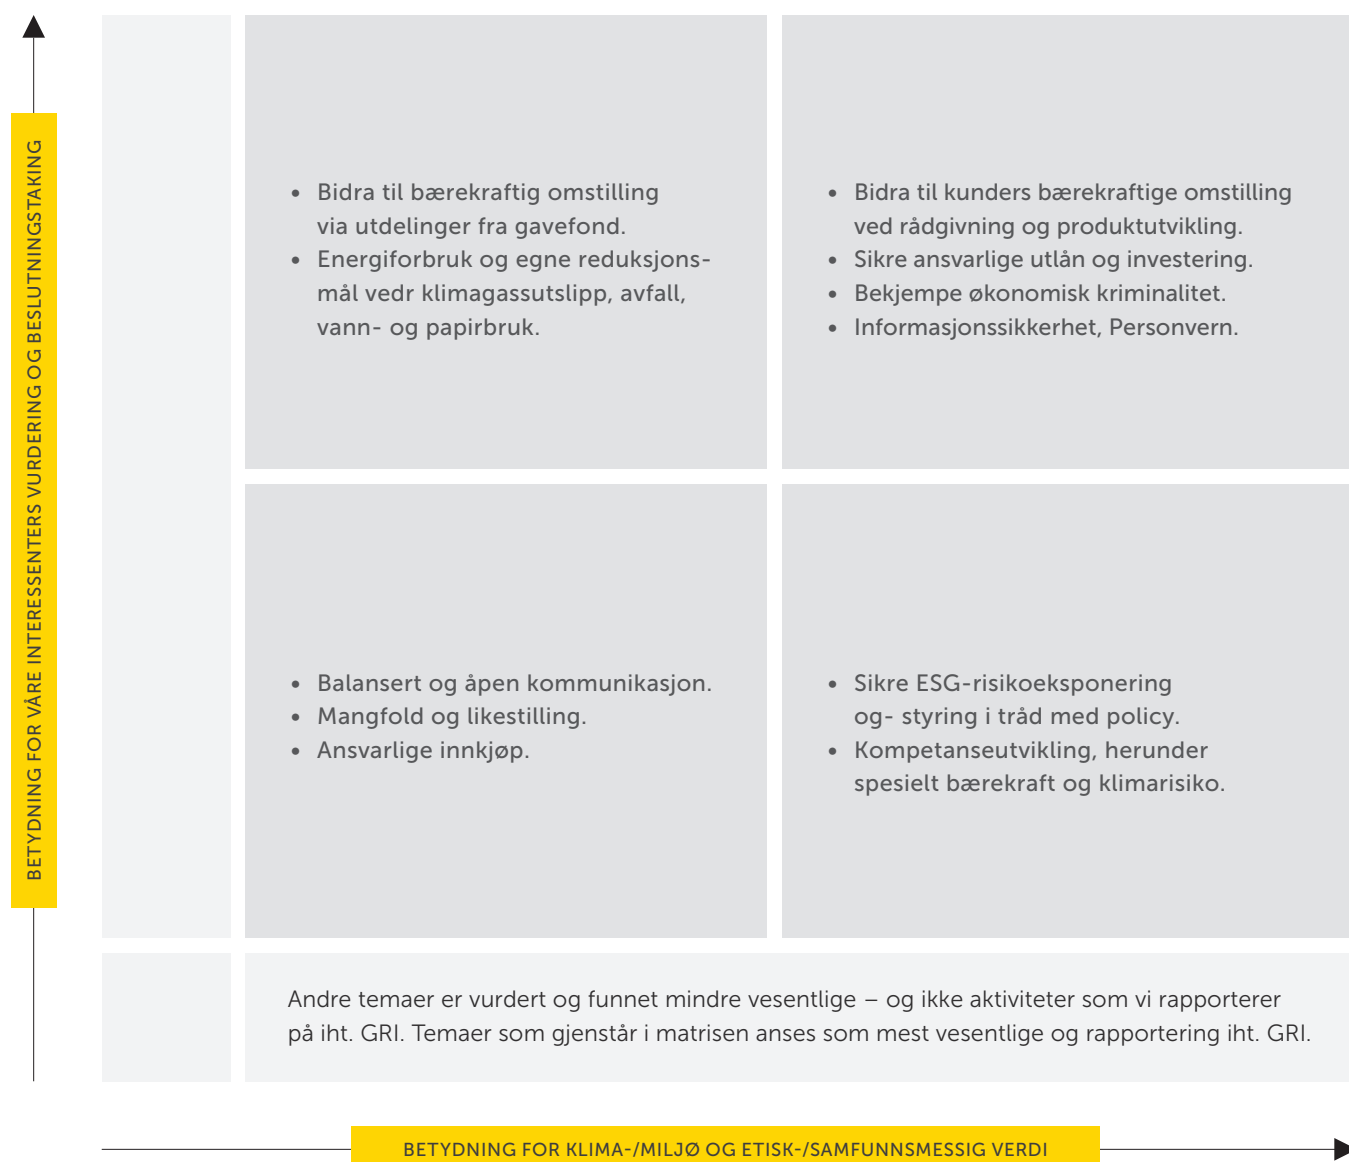 BETYDNING FOR VÅRE INTERESSENTERS VURDERING OG BESLUTNINGSTAKING
• Bidra til bærekraftig omstilling
via utdelinger fra gavefond.
• Energiforbruk og egne reduksjons-
mål vedr klimagassutslipp, avfall,
vann- og papirbruk.
• Bidra til kunders bærekraftige omstilling
ved rådgivning og produktutvikling.
• Sikre ansvarlige utlån og investering.
• Bekjempe økonomisk kriminalitet.
• Informasjonssikkerhet, Personvern.
• Balansert og åpen kommunikasjon.
• Mangfold og likestilling.
• Ansvarlige innkjøp.
• Sikre ESG-risikoeksponering
og- styring i tråd med policy.
• Kompetanseutvikling, herunder
spesielt bærekraft og klimarisiko.
Andre temaer er vurdert og funnet mindre vesentlige – og ikke aktiviteter som vi rapporterer
på iht. GRI. Temaer som gjenstår i matrisen anses som mest vesentlige og rapportering iht. GRI.
BETYDNING FOR KLIMA-/MILJØ OG ETISK-/SAMFUNNSMESSIG VERDI